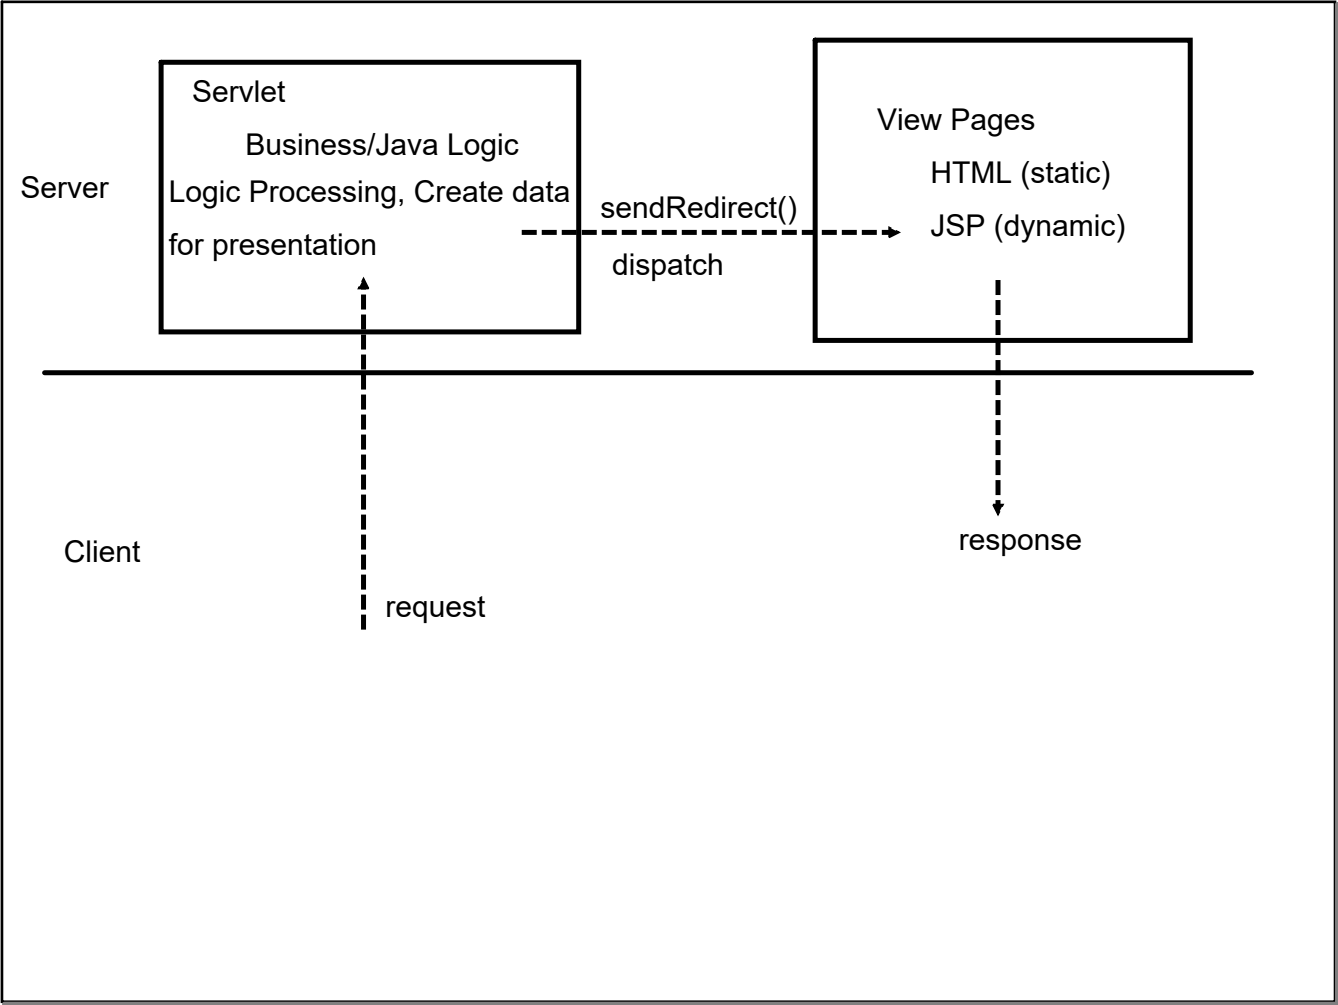 Servlet
Business/Java Logic
Logic Processing, Create data
for presentation
Server
sendRedirect()
dispatch
View Pages
HTML (static)
JSP (dynamic)
Client
request
response